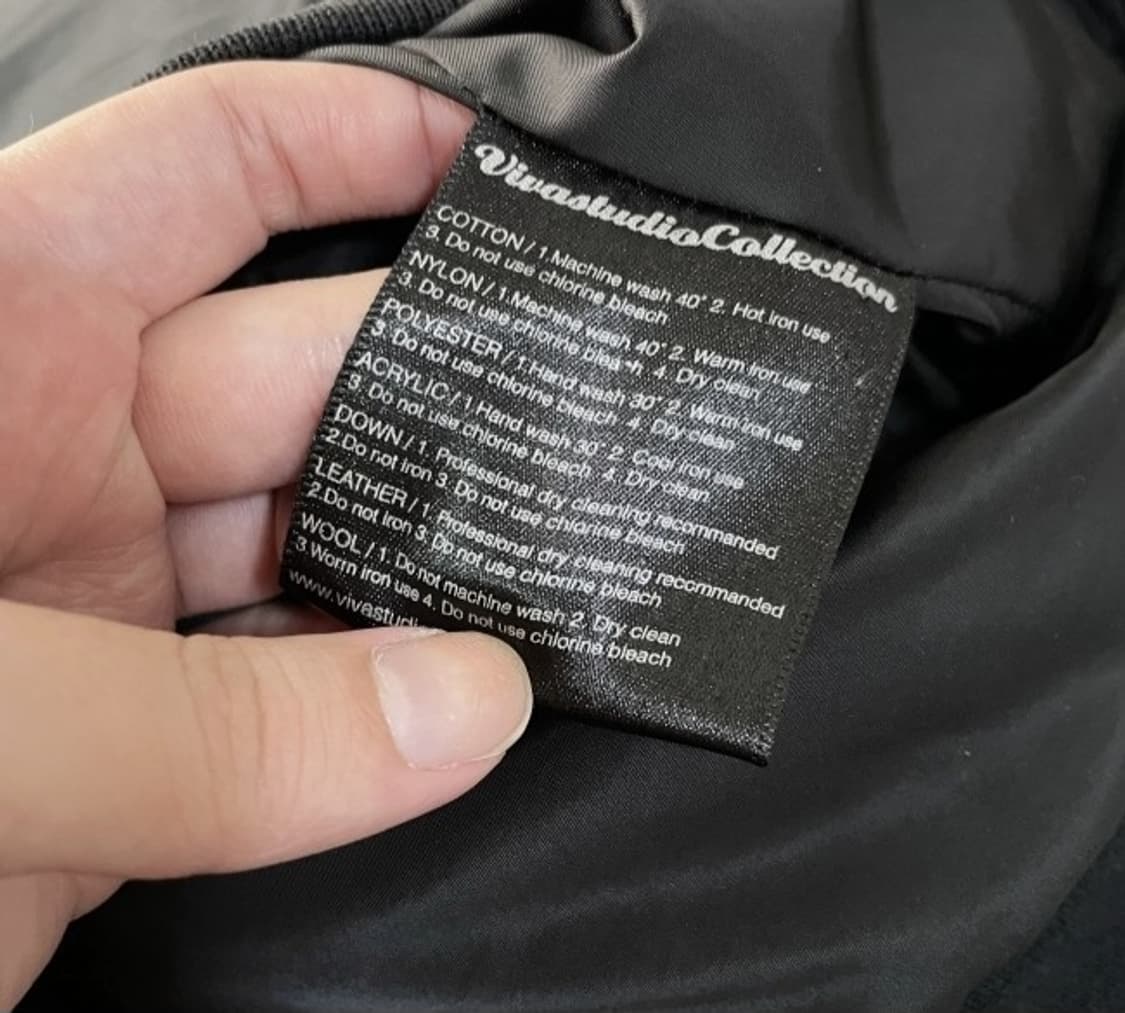 VivastudioCollection
COTTON / 1.Machine wash 40° 2. Hot iron use
3. Do not use chlorine bleach
NYLON / 1.Machine wash 40° 2. Warm iron use
3. Do not use chlorine bleach 4. Dry clean
POLYESTER / 1.Hand wash 30° 2. Warm iron use
3. Do not use chlorine bleach 4. Dry clean
ACRYLIC / 1.Hand wash 30° 2. Cool iron use
3. Do not use chlorine bleach 4. Dry clean
DOWN / 1. Professional dry cleaning recommended
2.Do not iron 3. Do not use chlorine bleach
LEATHER / 1. Professional dry cleaning reccmmanded
2.Do not iron 3. Do not use chlorine bleach
WOOL / 1. Do not machine wash 2. Dry clean
3.Worm iron use 4. Do not use chlorine bleach
www.vivastudi